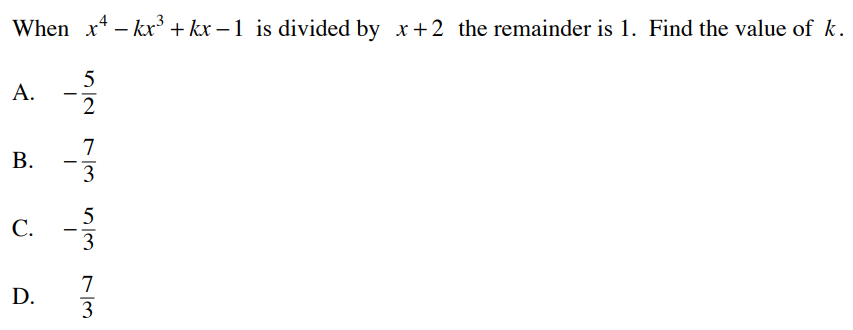 When x⁴ – kx³ + kx – 1 is divided by x + 2 the remainder is 1. Find the value of k.
A. –5/2
B. –7/3
C. –5/3
D. 7/3